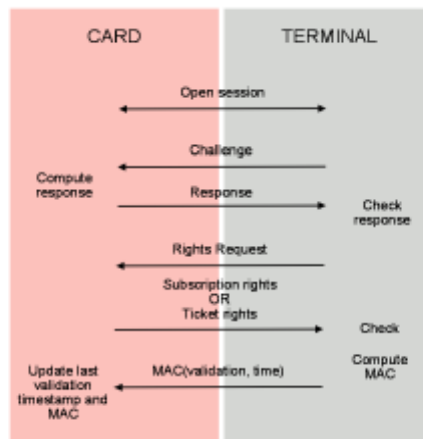 CARD
TERMINAL
Open session
Challenge
Compute
response
Response
Check
response
Rights Request
Subscription rights
OR
Ticket rights
Check
Compute
MAC
MAC(validation, time)
Update last
validation
timestamp and
MAC